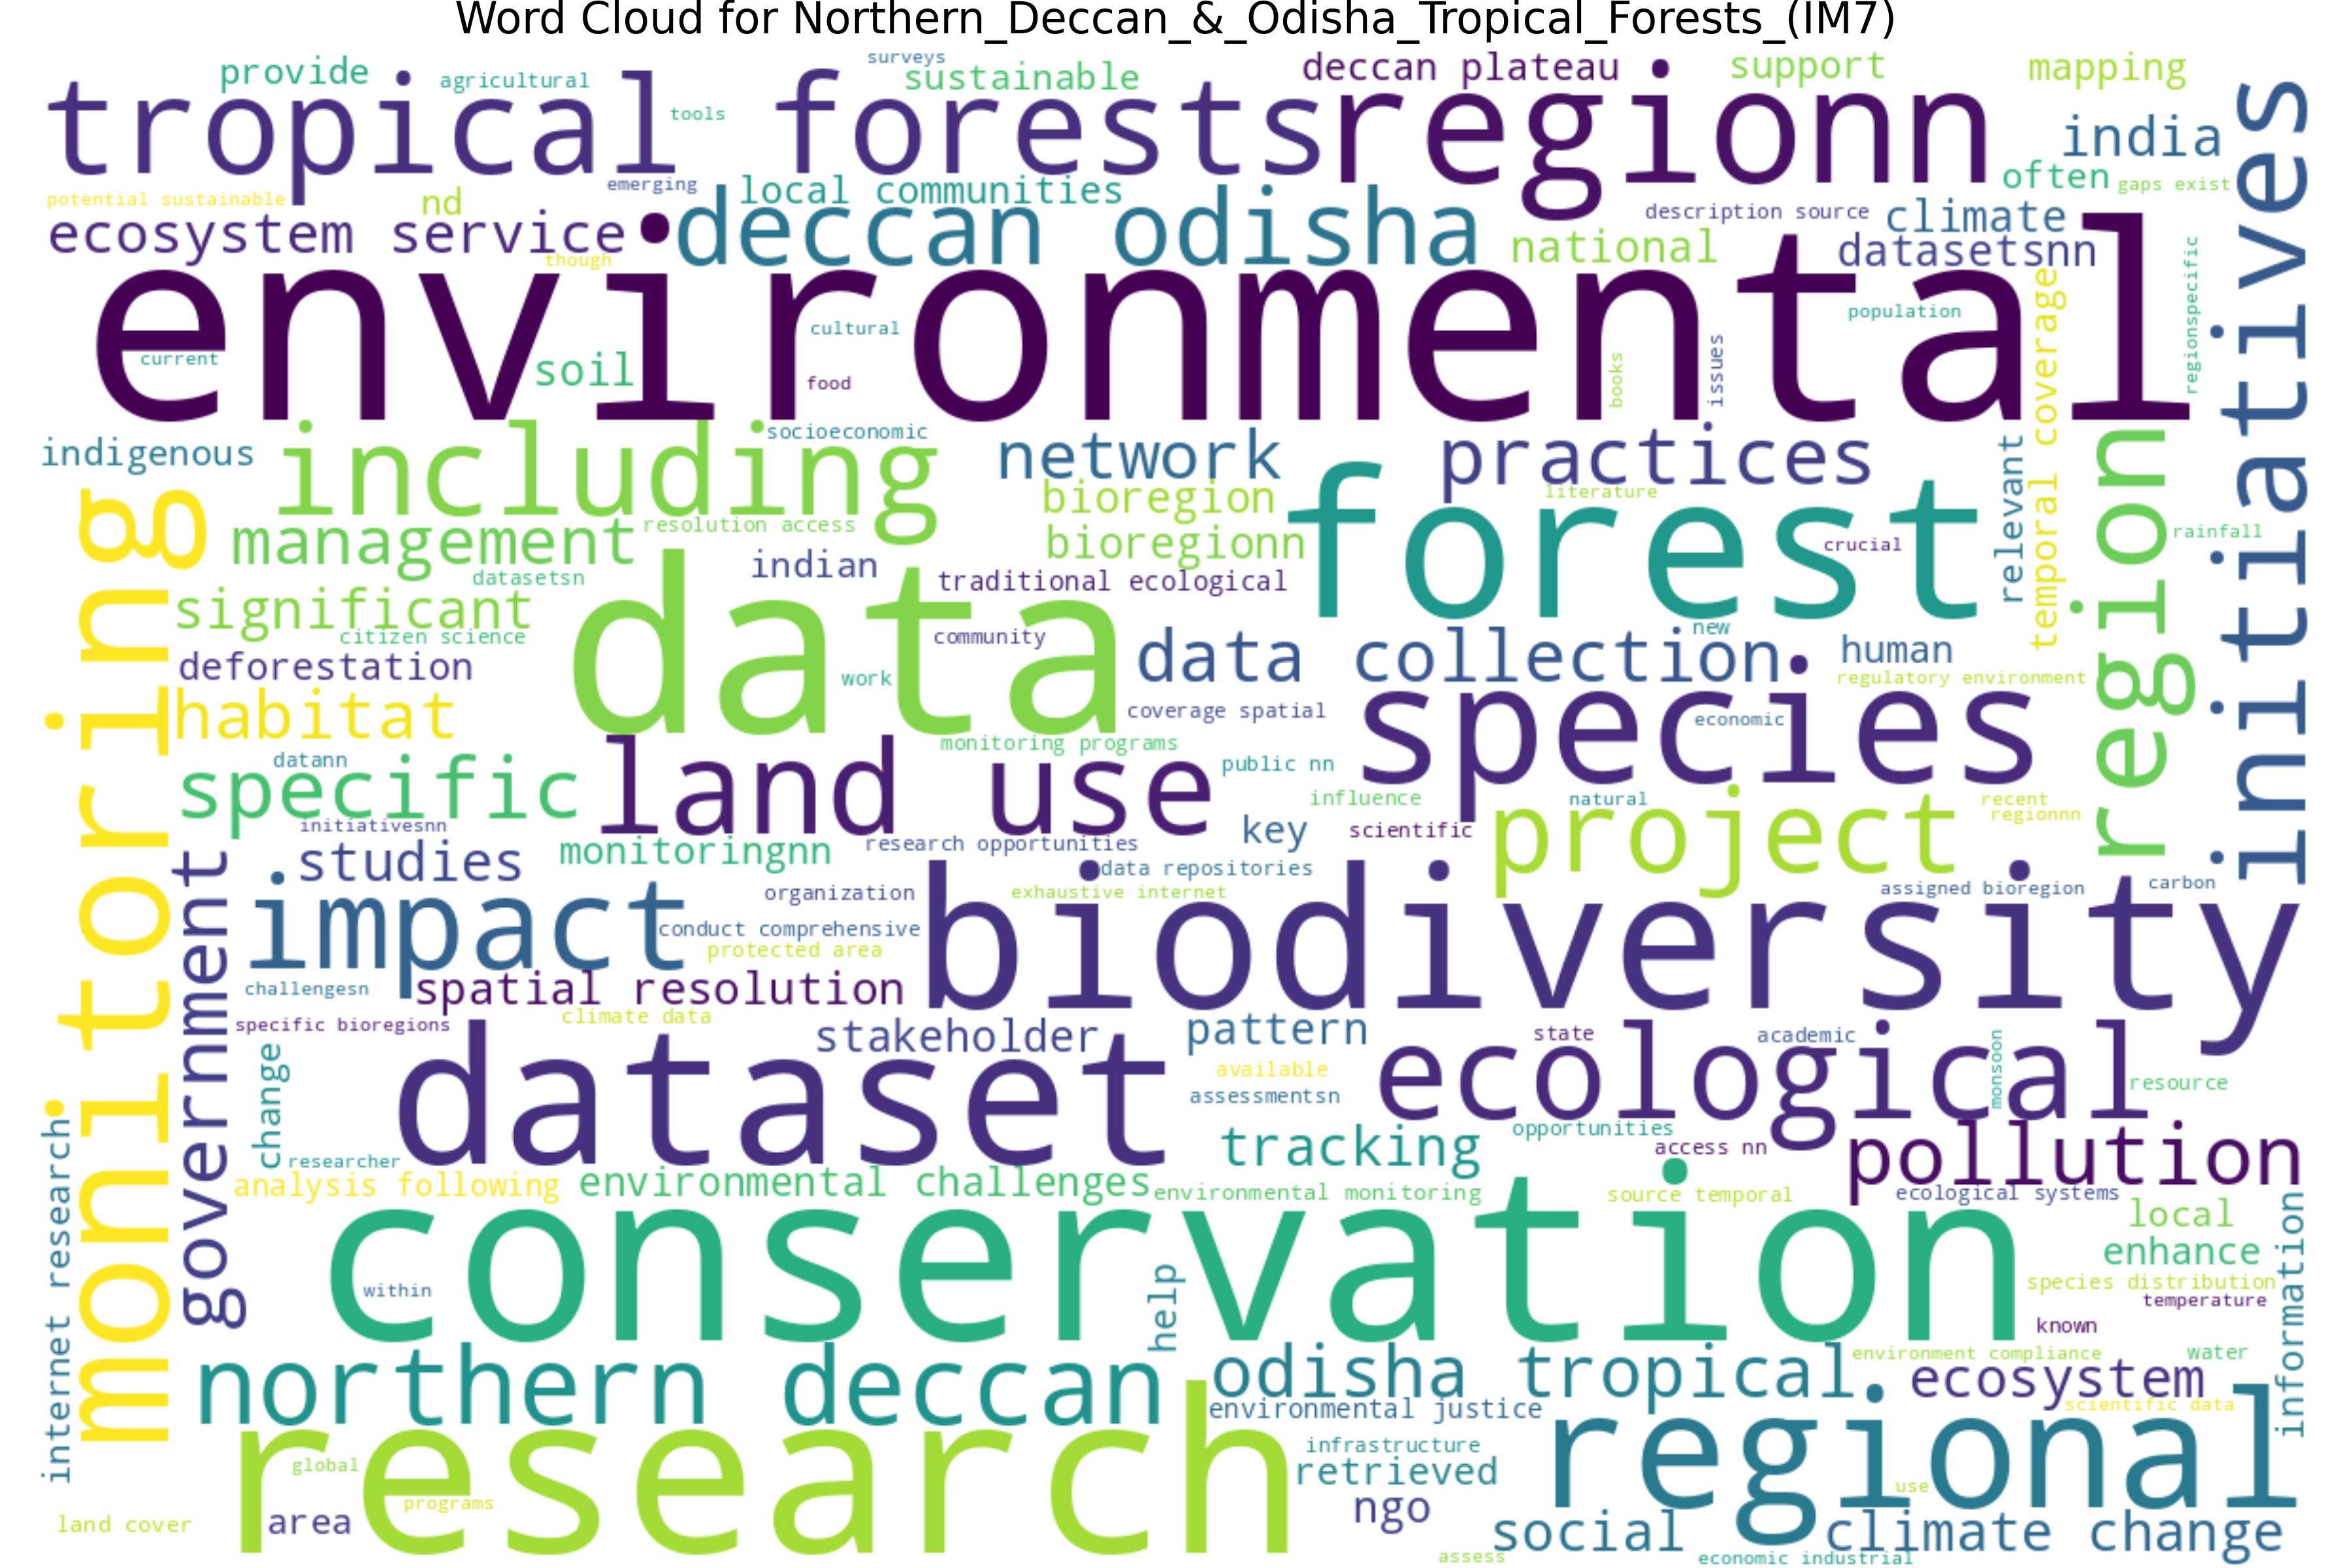 Word Cloud for Northern_Deccan_&_Odisha_Tropical_Forests_(IM7)
provide
agricultural
surveys
sustainable
deccan plateau
support
mapping
tropical forests
tools
regionn
india
initiatives
potential sustainable
nd
emerging
local communities
often
gaps exist
ecosystem service
deccan odisha
description source
climate
national
datasetsnn
though
environmental
regionspecific
temporal coverage
current
soil
cultural
food
population
books
issues
indigenous
including
socioeconomic
network
practices
relevant
region
monitoring
management
resolution access
bioregion
literature
forest
bioregionn
crucial
rainfall
datasetsn
indian
traditional ecological
significant
data
citizen science
community
new
deforestation
work
data collection
human
regulatory environment
habitat
coverage spatial
species
economic
monitoring programs
datann
land use
public nn
specific
influence
natural
recent
regionnn
initiativesnn
key
scientific
project
studies
monitoringnn
research opportunities
government
data repositories
organization
exhaustive internet
assigned bioregion
carbon
impact
biodiversity
conduct comprehensive
protected area
challengesn
spatial resolution
specific bioregions
climate data
stakeholder
pattern
state
academic
monsoon
change
dataset
available
ecological
assessmentsn
resource
internet research
researcher
tracking
opportunities
access nn
pollution
analysis following
environmental challenges
environmental monitoring
source temporal
ecological systems
local
information
conservation
enhance
within
help
species distribution
temperature
known
northern deccan
odisha tropical
environment compliance
water
ecosystem
research
environmental justice
scientific data
global
infrastructure
retrieved
regional
use
programs
land cover
area
ngo
social
climate change
assess
economic industrial